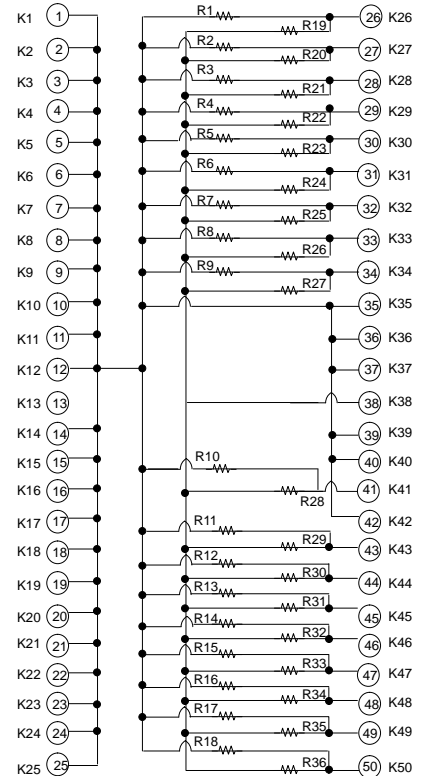 K1 1 R1 R19 26 K26
K2 2 R2 R20 27 K27
K3 3 R3 R21 28 K28
K4 4 R4 R22 29 K29
K5 5 R5 R23 30 K30
K6 6 R6 R24 31 K31
K7 7 R7 R25 32 K32
K8 8 R8 R26 33 K33
K9 9 R9 R27 34 K34
K10 10 35 K35
K11 11 36 K36
K12 12 37 K37
K13 13 38 K38
K14 14 39 K39
K15 15 R10 40 K40
K16 16 R28 41 K41
K17 17 R11 42 K42
K18 18 R29 43 K43
K19 19 R12 R30 44 K44
K20 20 R13 R31 45 K45
K21 21 R14 R32 46 K46
K22 22 R15 R33 47 K47
K23 23 R16 R34 48 K48
K24 24 R17 R35 49 K49
K25 25 R18 R36 50 K50